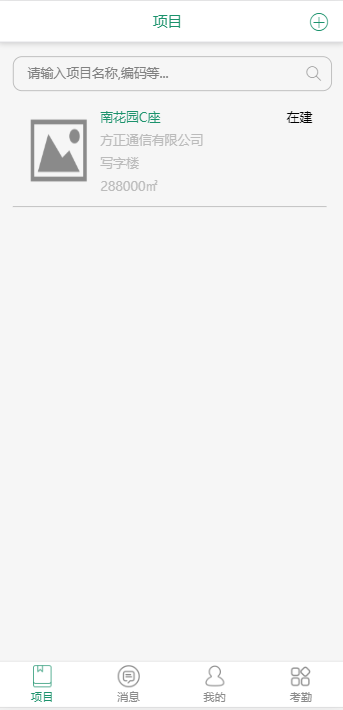 项目
请输入项目名称,编码等...
南花园C座
在建
方正通信有限公司
写字楼
288000㎡
项目
消息
我的
考勤